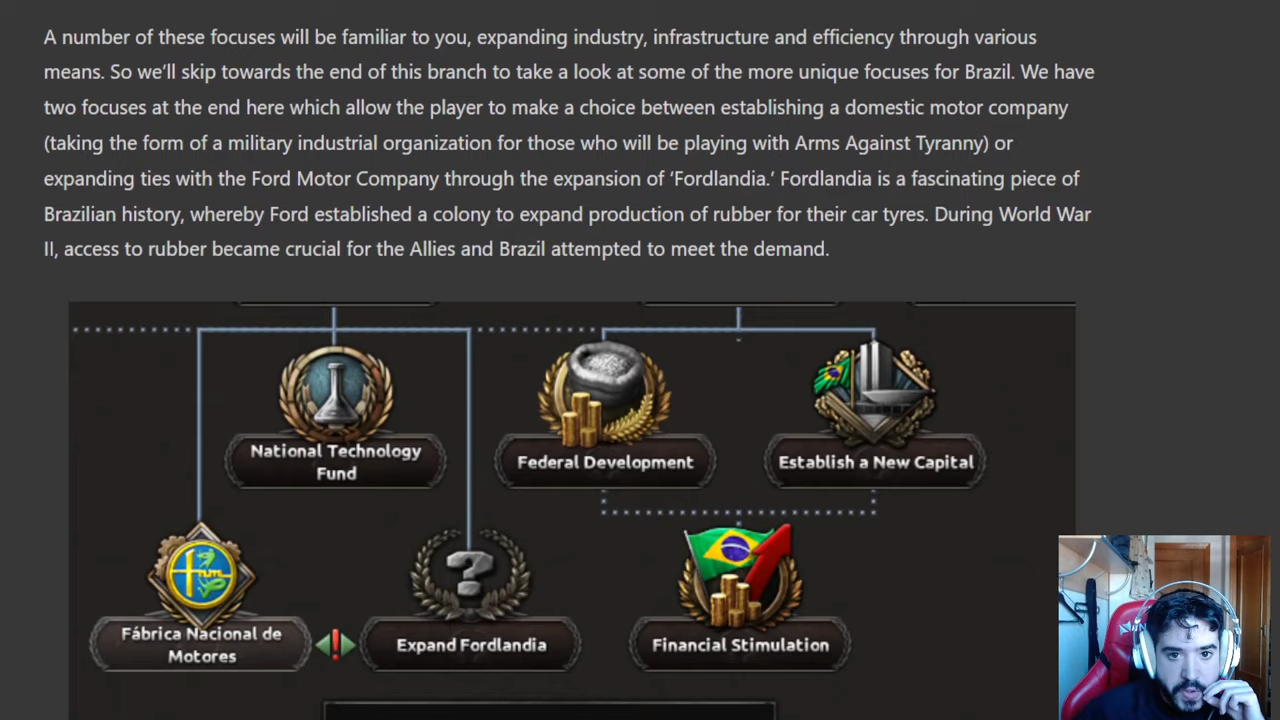 A number of these focuses will be familiar to you, expanding industry, infrastructure and efficiency through various
means. So we'll skip towards the end of this branch to take a look at some of the more unique focuses for Brazil. We have
two focuses at the end here which allow the player to make a choice between establishing a domestic motor company
(taking the form of a military industrial organization for those who will be playing with Arms Against Tyranny) or
expanding ties with the Ford Motor Company through the expansion of ‘Fordlandia.’ Fordlandia is a fascinating piece of
Brazilian history, whereby Ford established a colony to expand production of rubber for their car tyres. During World War
II, access to rubber became crucial for the Allies and Brazil attempted to meet the demand.
National Technology
Fund
Federal Development
Establish a New Capital
Fábrica Nacional de
Motores
Expand Fordlandia
Financial Stimulation